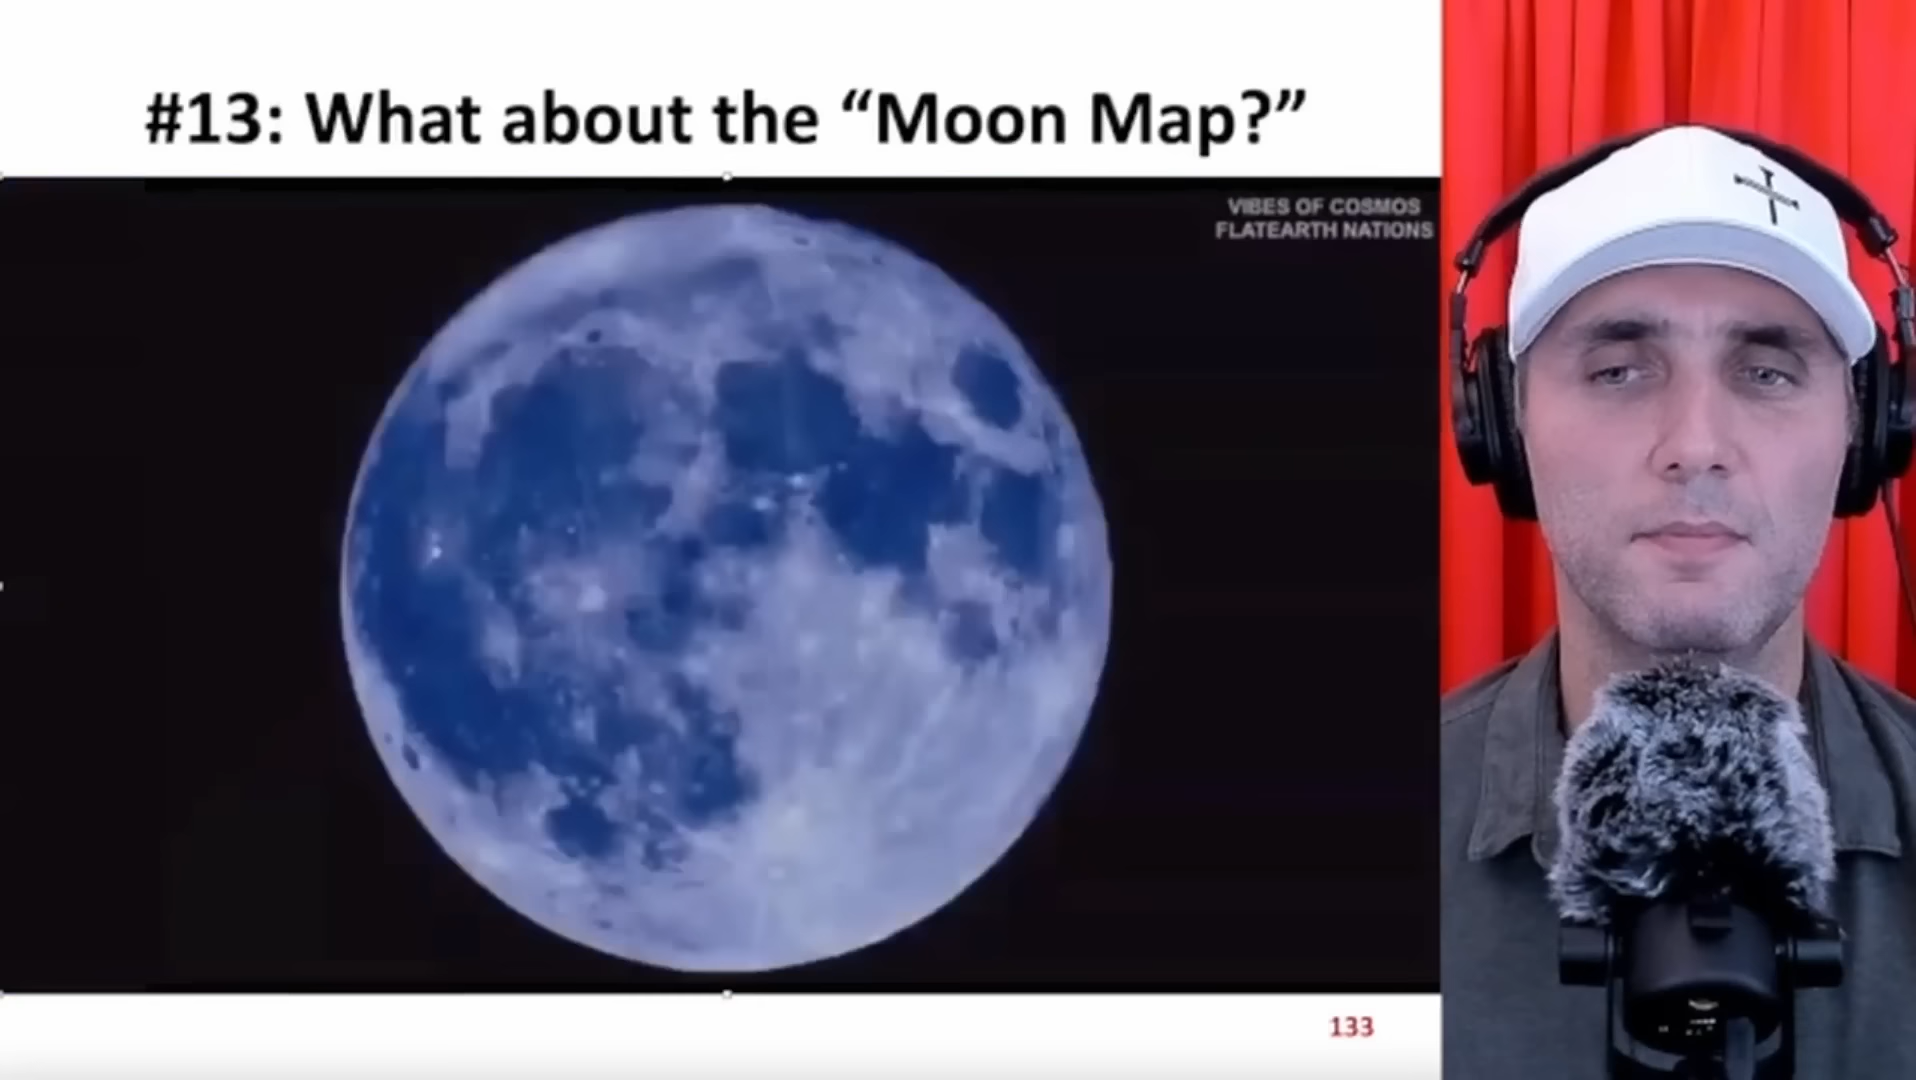 #13: What about the “Moon Map?”
VIBES OF COSMOS
FLATEARTH NATIONS
133